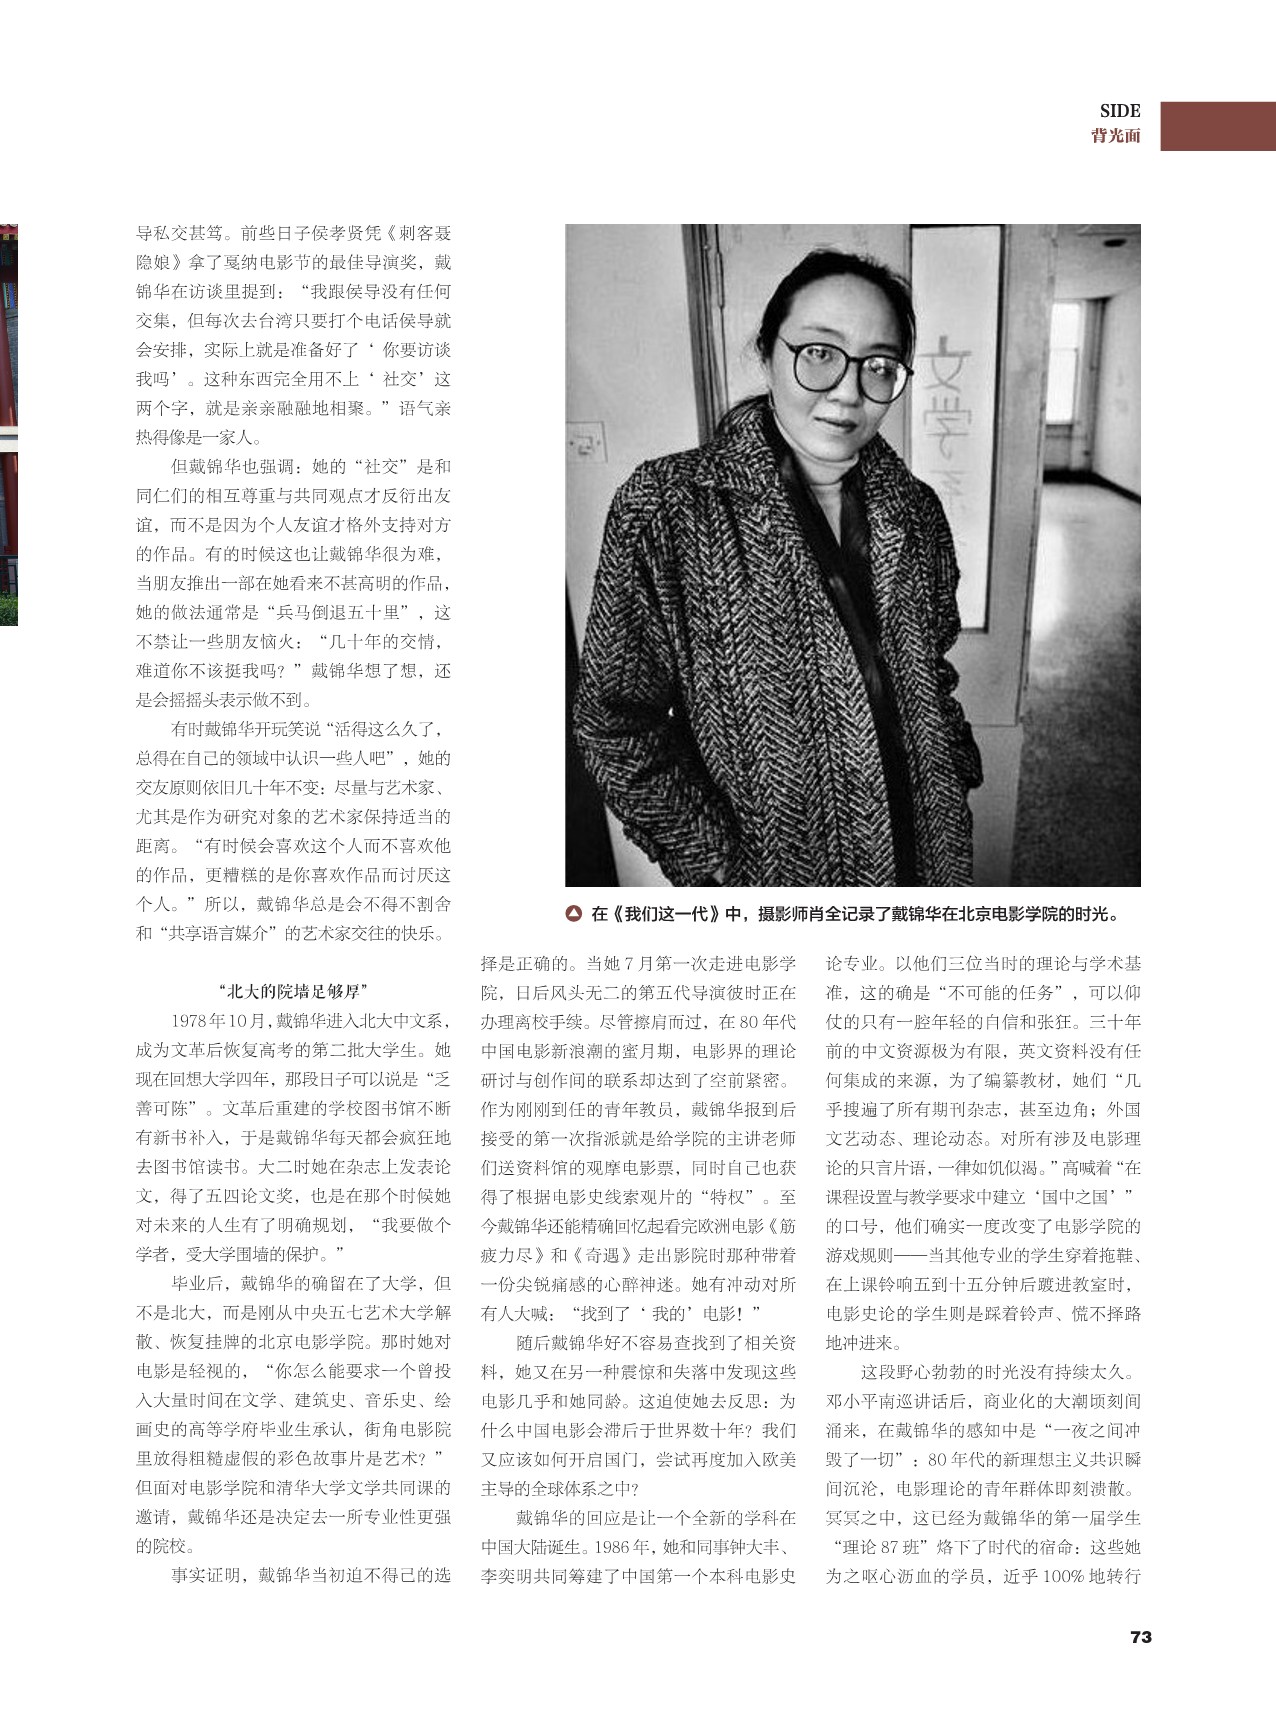 SIDE
背光面
导私交甚笃。前些日子侯孝贤凭《刺客聂
隐娘》拿了戛纳电影节的最佳导演奖，戴
锦华在访谈里提到：“我跟侯导没有任何
交集，但每次去台湾只要打个电话侯导就
会安排，实际上就是准备好了‘你要访谈
我吗’。这种东西完全用不上‘社交’这
两个字，就是亲亲融融地相聚。”语气亲
热得像是一家人。
但戴锦华也强调：她的“社交”是和
同仁们的相互尊重与共同观点才反衍出友
谊，而不是因为个人友谊才格外支持对方
的作品。有的时候这也让戴锦华很为难，
当朋友推出一部在她看来不甚高明的作品，
她的做法通常是“兵马倒退五十里”，这
不禁让一些朋友恼火：“几十年的交情，
难道你不该挺我吗？”戴锦华想了想，还
是会摇摇头表示做不到。
有时戴锦华开玩笑说“活得这么久了，
总得在自己的领域中认识一些人吧”，她的
交友原则依旧几十年不变：尽量与艺术家、
尤其是作为研究对象的艺术家保持适当的
距离。“有时候会喜欢这个人而不喜欢他
的作品，更糟糕的是你喜欢作品而讨厌这
个人。”所以，戴锦华总是会不得不割舍
和“共享语言媒介”的艺术家交往的快乐。
“北大的院墙足够厚”
1978年10月，戴锦华进入北大中文系，
成为文革后恢复高考的第二批大学生。她
现在回想大学四年，那段日子可以说是“乏
善可陈”。文革后重建的学校图书馆不断
有新书补入，于是戴锦华每天都会疯狂地
去图书馆读书。大二时她在杂志上发表论
文，得了五四论文奖，也是在那个时候她
对未来的人生有了明确规划，“我要做个
学者，受大学围墙的保护。”
毕业后，戴锦华的确留在了大学，但
不是北大，而是刚从中央五七艺术大学解
散、恢复挂牌的北京电影学院。那时她对
电影是轻视的，“你怎么能要求一个曾投
入大量时间在文学、建筑史、音乐史、绘
画史的高等学府毕业生承认，街角电影院
里放得粗糙虚假的彩色故事片是艺术？”
但面对电影学院和清华大学文学共同课的
邀请，戴锦华还是决定去一所专业性更强
的院校。
事实证明，戴锦华当初迫不得已的选
文学
在《我们这一代》中，摄影师肖全记录了戴锦华在北京电影学院的时光。
择是正确的。当她7月第一次走进电影学
院，日后风头无二的第五代导演彼时正在
办理离校手续。尽管擦肩而过，在80年代
中国电影新浪潮的蜜月期，电影界的理论
研讨与创作间的联系却达到了空前紧密。
作为刚刚到任的青年教员，戴锦华报到后
接受的第一次指派就是给学院的主讲老师
们送资料馆的观摩电影票，同时自己也获
得了根据电影史线索观片的“特权”。至
今戴锦华还能精确回忆起看完欧洲电影《筋
疲力尽》和《奇遇》走出影院时那种带着
一份尖锐痛感的心醉神迷。她有冲动对所
有人大喊：“找到了‘我的’电影！”
随后戴锦华好不容易查找到了相关资
料，她又在另一种震惊和失落中发现这些
电影几乎和她同龄。这迫使她去反思：为
什么中国电影会滞后于世界数十年？我们
又应该如何开启国门，尝试再度加入欧美
主导的全球体系之中？
戴锦华的回应是让一个全新的学科在
中国大陆诞生。1986年，她和同事钟大丰、
李奕明共同筹建了中国第一个本科电影史
论专业。以他们三位当时的理论与学术基
准，这的确是“不可能的任务”，可以仰
仗的只有一腔年轻的自信和张狂。三十年
前的中文资源极为有限，英文资料没有任
何集成的来源，为了编纂教材，她们“几
乎搜遍了所有期刊杂志，甚至边角；外国
文艺动态、理论动态。对所有涉及电影理
论的只言片语，一律如饥似渴。”高喊着“在
课程设置与教学要求中建立‘国中之国’”
的口号，他们确实一度改变了电影学院的
游戏规则——当其他专业的学生穿着拖鞋、
在上课铃响五到十五分钟后踱进教室时，
电影史论的学生则是踩着铃声、慌不择路
地冲进来。
这段野心勃勃的时光没有持续太久。
邓小平南巡讲话后，商业化的大潮顷刻间
涌来，在戴锦华的感知中是“一夜之间冲
毁了一切”：80年代的新理想主义共识瞬
间沉沦，电影理论的青年群体即刻溃散。
冥冥之中，这已经为戴锦华的第一届学生
“理论87班”烙下了时代的宿命：这些她
为之呕心沥血的学员，近乎100%地转行
73